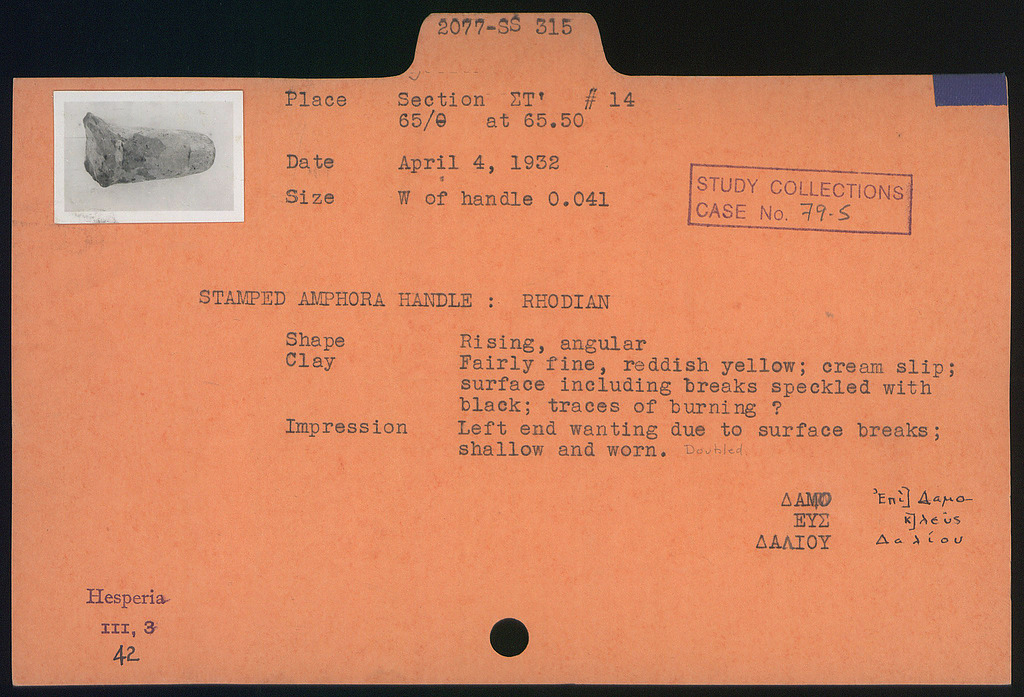 2077-SS 315
Place Section ΣΤ' # 14
65/Θ at 65.50
Date April 4, 1932
Size W of handle 0.041
STUDY COLLECTIONS
CASE No. 79-S
STAMPED AMPHORA HANDLE : RHODIAN
Shape Rising, angular
Clay Fairly fine, reddish yellow; cream slip;
surface including breaks speckled with
black; traces of burning ?
Impression Left end wanting due to surface breaks;
shallow and worn. Doubled
ΔΑΜΟ Ἐπὶ] Δαμο-
ΕΥΣ κ]λεῦς
ΔΑΛΙΟΥ Δαλίου
Hesperia
III, 3
42